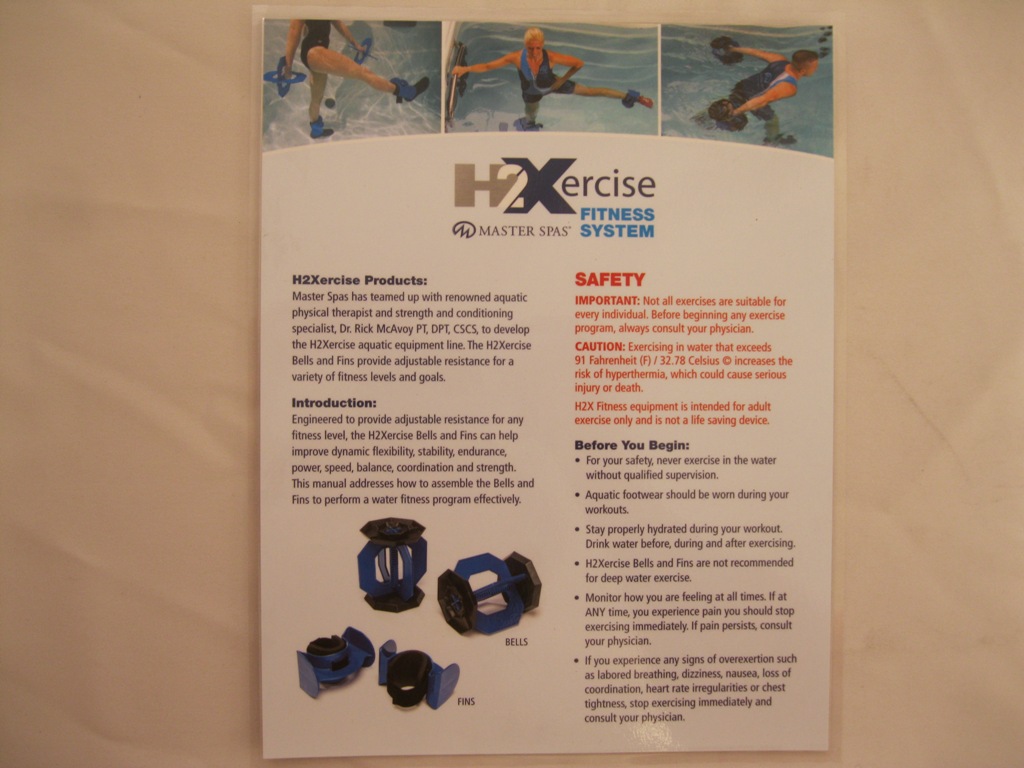 H2Xercise
FITNESS
MASTER SPAS® SYSTEM
H2Xercise Products:
Master Spas has teamed up with renowned aquatic
physical therapist and strength and conditioning
specialist, Dr. Rick McAvoy PT, DPT, CSCS, to develop
the H2Xercise aquatic equipment line. The H2Xercise
Bells and Fins provide adjustable resistance for a
variety of fitness levels and goals.
Introduction:
Engineered to provide adjustable resistance for any
fitness level, the H2Xercise Bells and Fins can help
improve dynamic flexibility, stability, endurance,
power, speed, balance, coordination and strength.
This manual addresses how to assemble the Bells and
Fins to perform a water fitness program effectively.
BELLS
FINS
SAFETY
IMPORTANT: Not all exercises are suitable for
every individual. Before beginning any exercise
program, always consult your physician.
CAUTION: Exercising in water that exceeds
91 Fahrenheit (F) / 32.78 Celsius © increases the
risk of hyperthermia, which could cause serious
injury or death.
H2X Fitness equipment is intended for adult
exercise only and is not a life saving device.
Before You Begin:
• For your safety, never exercise in the water
without qualified supervision.
• Aquatic footwear should be worn during your
workouts.
• Stay properly hydrated during your workout.
Drink water before, during and after exercising.
• H2Xercise Bells and Fins are not recommended
for deep water exercise.
• Monitor how you are feeling at all times. If at
ANY time, you experience pain you should stop
exercising immediately. If pain persists, consult
your physician.
• If you experience any signs of overexertion such
as labored breathing, dizziness, nausea, loss of
coordination, heart rate irregularities or chest
tightness, stop exercising immediately and
consult your physician.